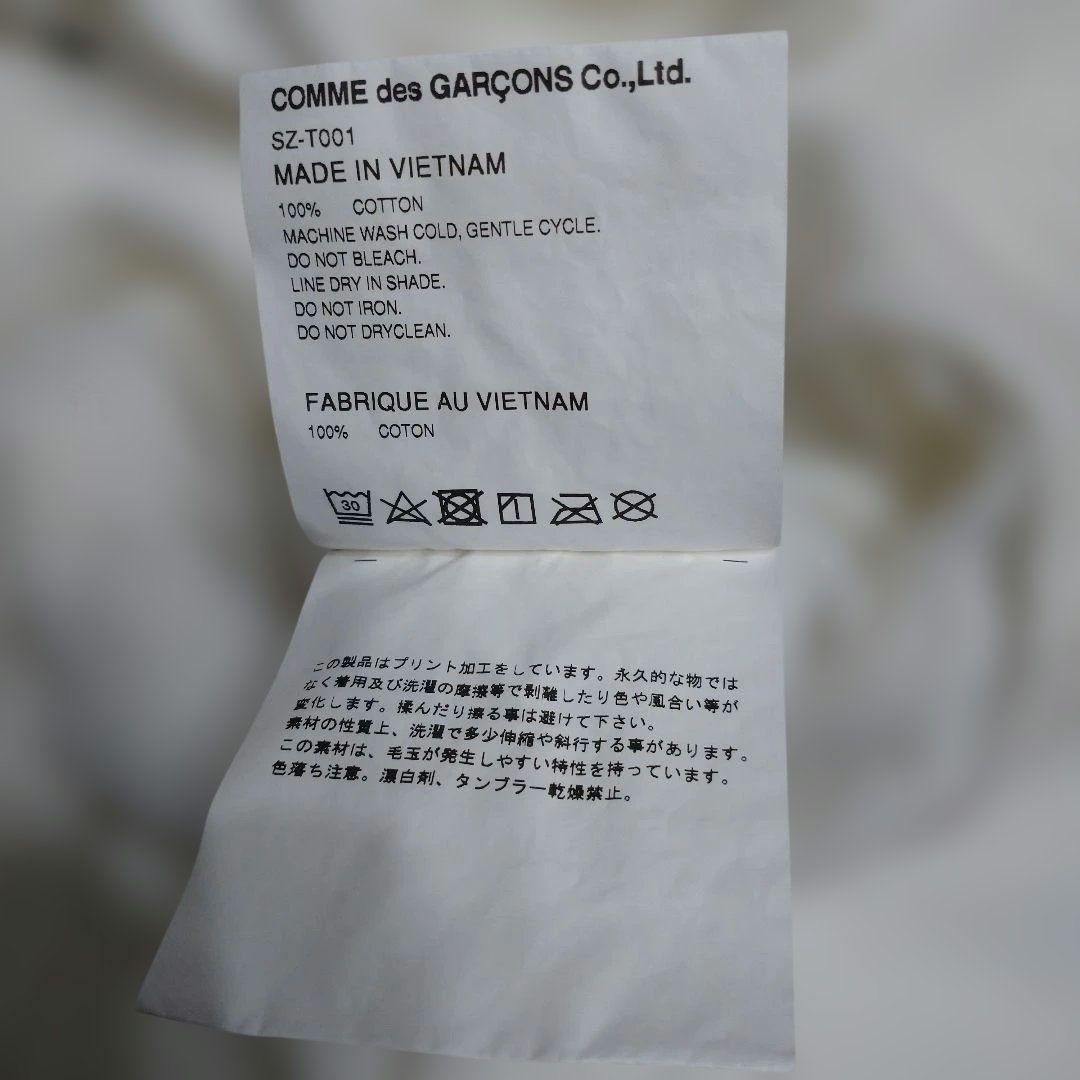 COMME des GARÇONS Co.,Ltd.
SZ-T001
MADE IN VIETNAM
100% COTTON
MACHINE WASH COLD, GENTLE CYCLE.
DO NOT BLEACH.
LINE DRY IN SHADE.
DO NOT IRON.
DO NOT DRYCLEAN.
FABRIQUE AU VIETNAM
100% COTON
30
この製品はプリント加工をしています。永久的な物では
なく着用及び洗濯の摩擦等で剥離したり色や風合い等が
変化します。揉んだり擦る事は避けて下さい。
素材の性質上、洗濯で多少伸縮や斜行する事があります。
この素材は、毛玉が発生しやすい特性を持っています。
色落ち注意。漂白剤、タンブラー乾燥禁止。